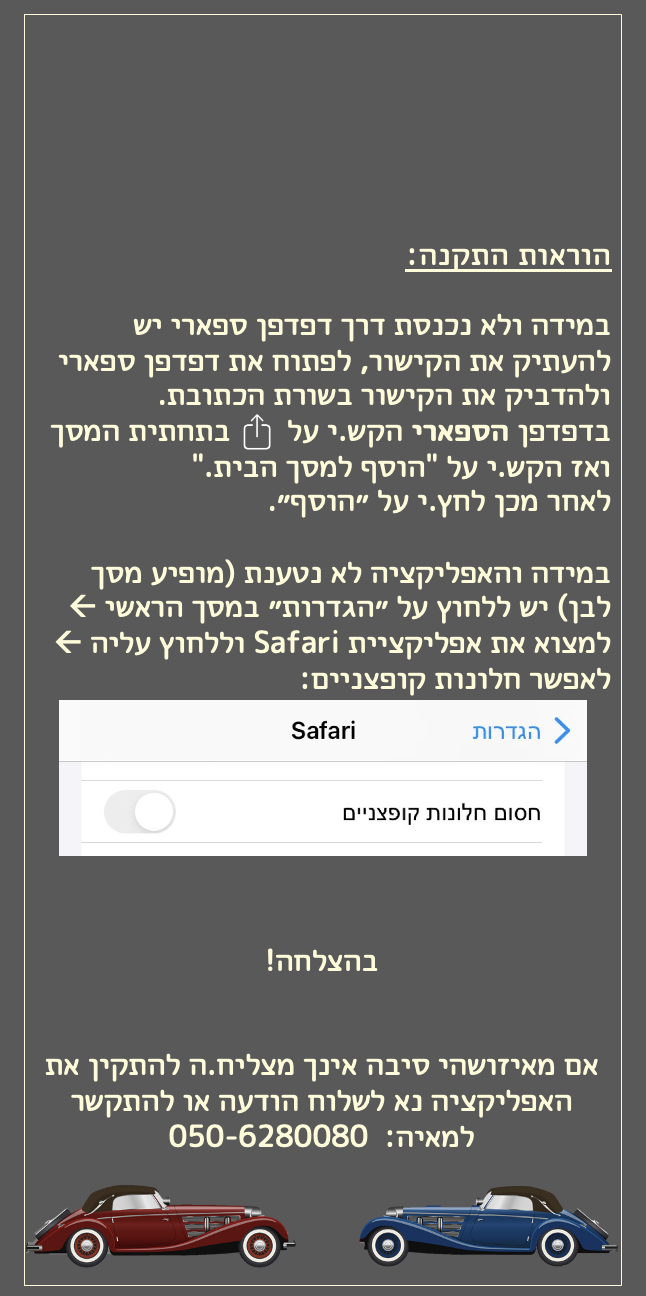 הוראות התקנה:
במידה ולא נכנסת דרך דפדפן ספארי יש
להעתיק את הקישור, לפתוח את דפדפן ספארי
ולהדביק את הקישור בשורת הכתובת.
בדפדפן הספארי הקש.י על בתחתית המסך
ואז הקש.י על "הוסף למסך הבית."
לאחר מכן לחץ.י על ״הוסף״.
במידה והאפליקציה לא נטענת (מופיע מסך
לבן) יש ללחוץ על ״הגדרות״ במסך הראשי ←
למצוא את אפליקציית Safari וללחוץ עליה ←
לאפשר חלונות קופצניים:
הגדרות Safari
חסום חלונות קופצניים
בהצלחה!
אם מאיזושהי סיבה אינך מצליח.ה להתקין את
האפליקציה נא לשלוח הודעה או להתקשר
למאיה: 050-6280080